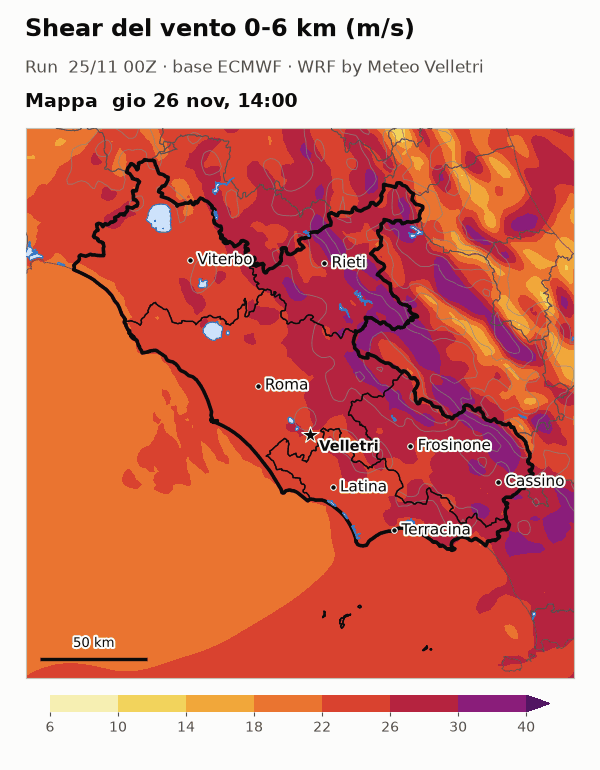 Shear del vento 0-6 km (m/s)
Run  25/11 00Z · base ECMWF · WRF by Meteo Velletri
Mappa  gio 26 nov, 14:00
Viterbo
Rieti
Roma
Velletri
Frosinone
Latina
Cassino
Terracina
50 km
6 10 14 18 22 26 30 40